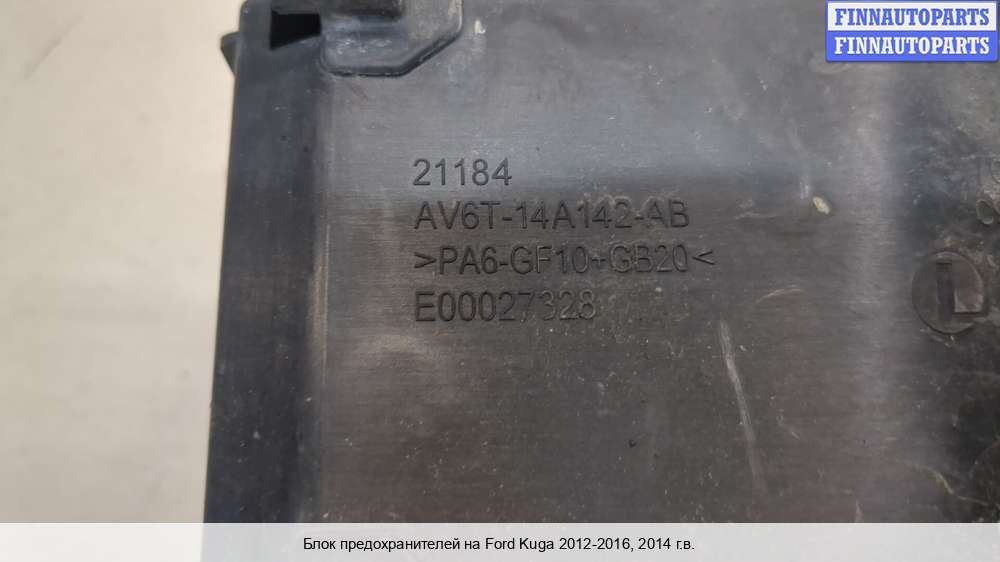 FINNAUTOPARTS
FINNAUTOPARTS
21184
AV6T-14A142-AB
>PA6-GF10+GB20<
E00027328
L
Блок предохранителей на Ford Kuga 2012-2016, 2014 г.в.